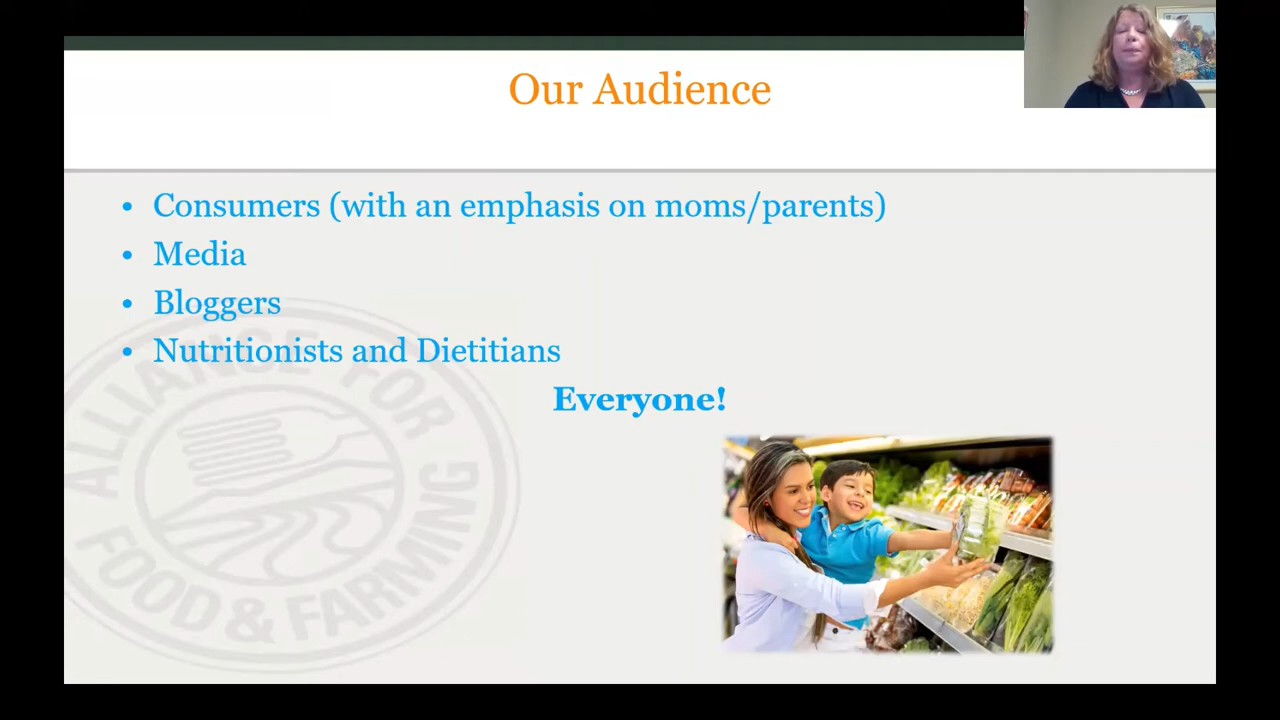 Our Audience
• Consumers (with an emphasis on moms/parents)
• Media
• Bloggers
• Nutritionists and Dietitians
Everyone!
ALLIANCE FOR
FOOD & FARMING